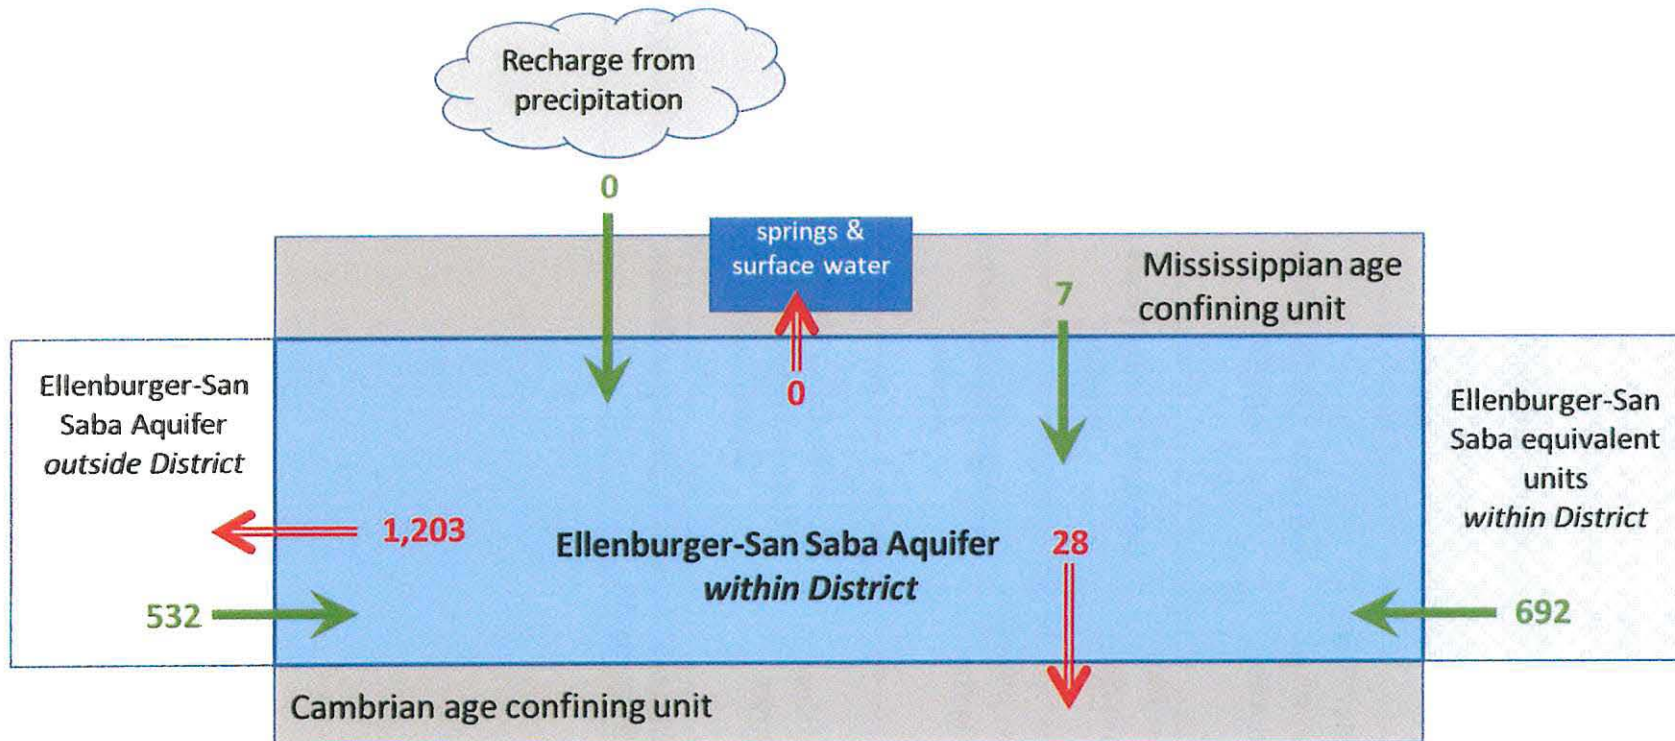 Recharge from
precipitation
0
springs &
surface water
Mississippian age
confining unit
7
0
Ellenburger-San
Saba Aquifer
outside District
Ellenburger-San
Saba equivalent
units
within District
1,203
Ellenburger-San Saba Aquifer
within District
28
532
692
Cambrian age confining unit